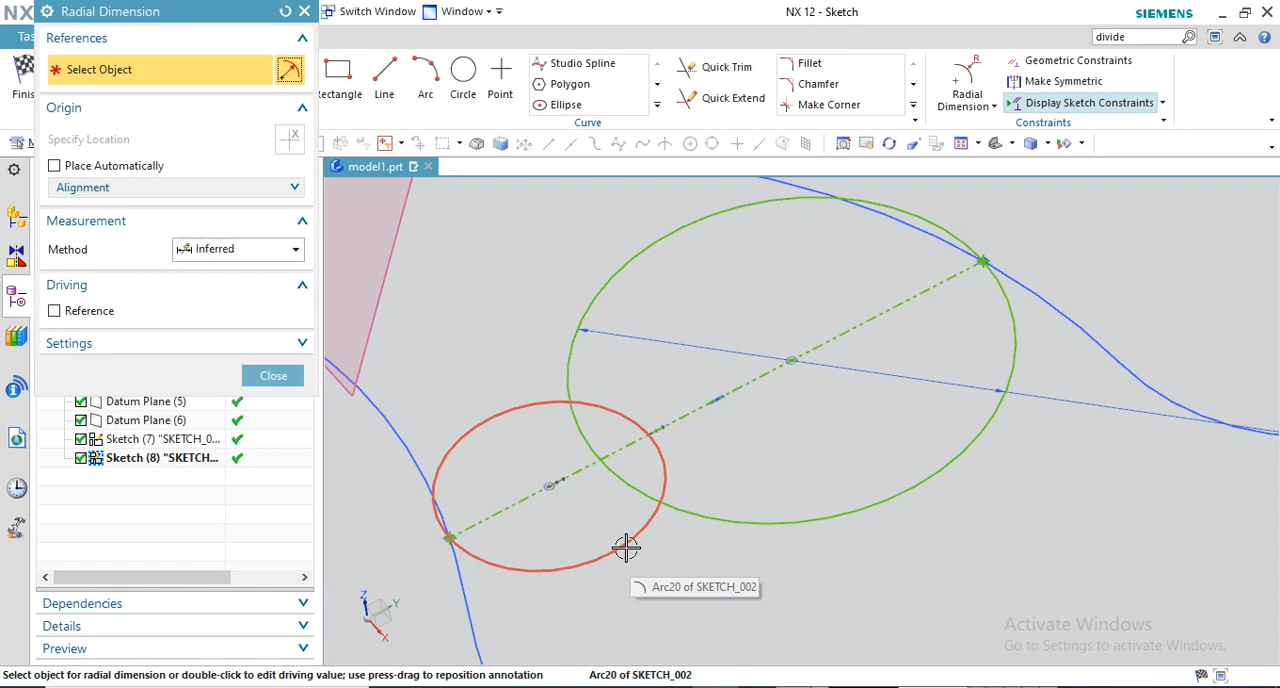 NX
Radial Dimension
Switch Window
Window
NX 12 - Sketch
SIEMENS
References
divide
Select Object
Finis
Rectangle
Line
Arc
Circle
Point
Studio Spline
Polygon
Ellipse
Curve
Quick Trim
Quick Extend
Fillet
Chamfer
Make Corner
Radial
Dimension
Geometric Constraints
Make Symmetric
Display Sketch Constraints
Constraints
Origin
Specify Location
Place Automatically
Alignment
model1.prt
Measurement
Method
Inferred
Driving
Reference
Settings
Close
Datum Plane (5)
Datum Plane (6)
Sketch (7) "SKETCH_0...
Sketch (8) "SKETCH...
Dependencies
Details
Preview
Arc20 of SKETCH_002
Z
Y
X
Activate Windows
Go to Settings to activate Windows.
Select object for radial dimension or double-click to edit driving value; use press-drag to reposition annotation
Arc20 of SKETCH_002